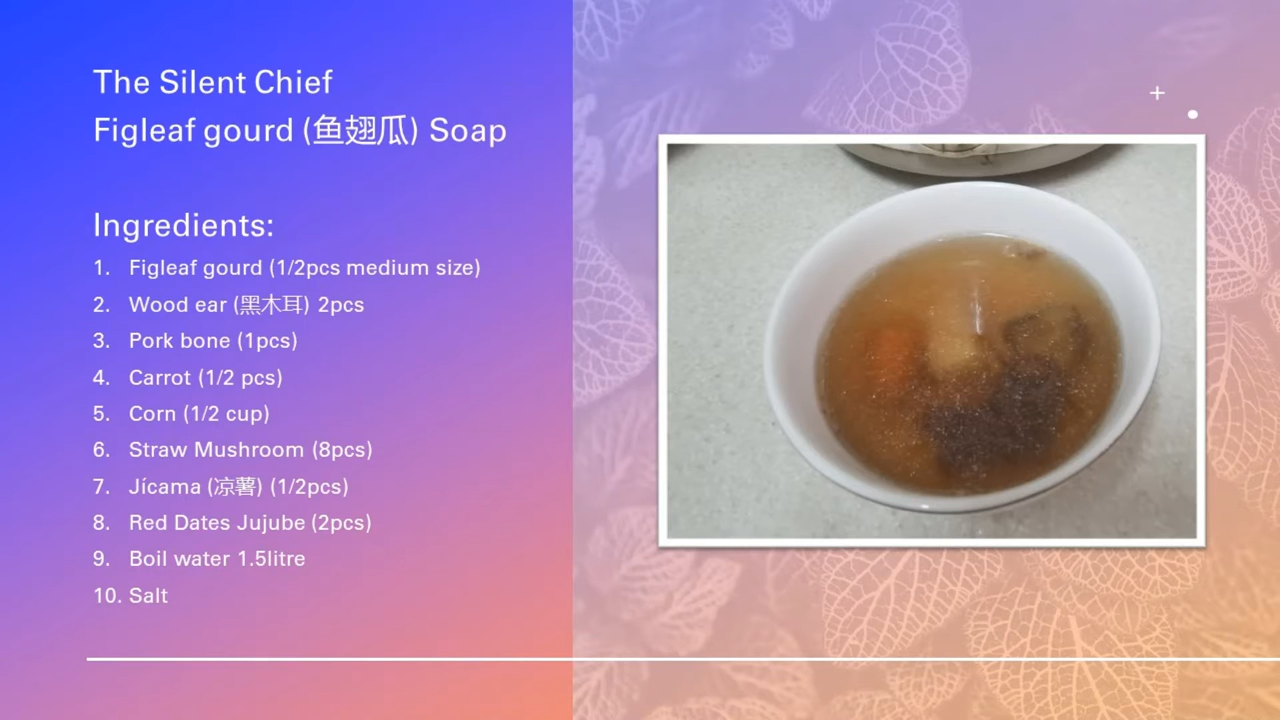 The Silent Chief
Figleaf gourd (鱼翅瓜) Soap
Ingredients:
1. Figleaf gourd (1/2pcs medium size)
2. Wood ear (黑木耳) 2pcs
3. Pork bone (1pcs)
4. Carrot (1/2 pcs)
5. Corn (1/2 cup)
6. Straw Mushroom (8pcs)
7. Jícama (凉薯) (1/2pcs)
8. Red Dates Jujube (2pcs)
9. Boil water 1.5litre
10. Salt